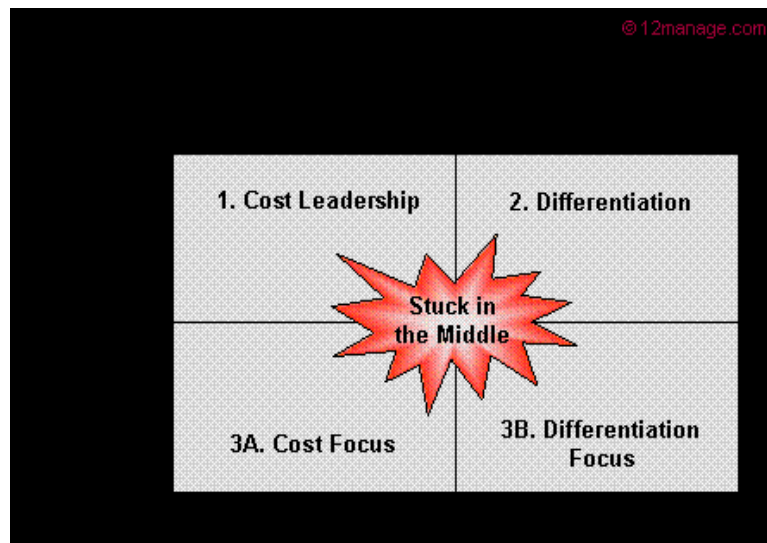 ©12manage.com
1. Cost Leadership
2. Differentiation
Stuck in
the Middle
3A. Cost Focus
3B. Differentiation
Focus